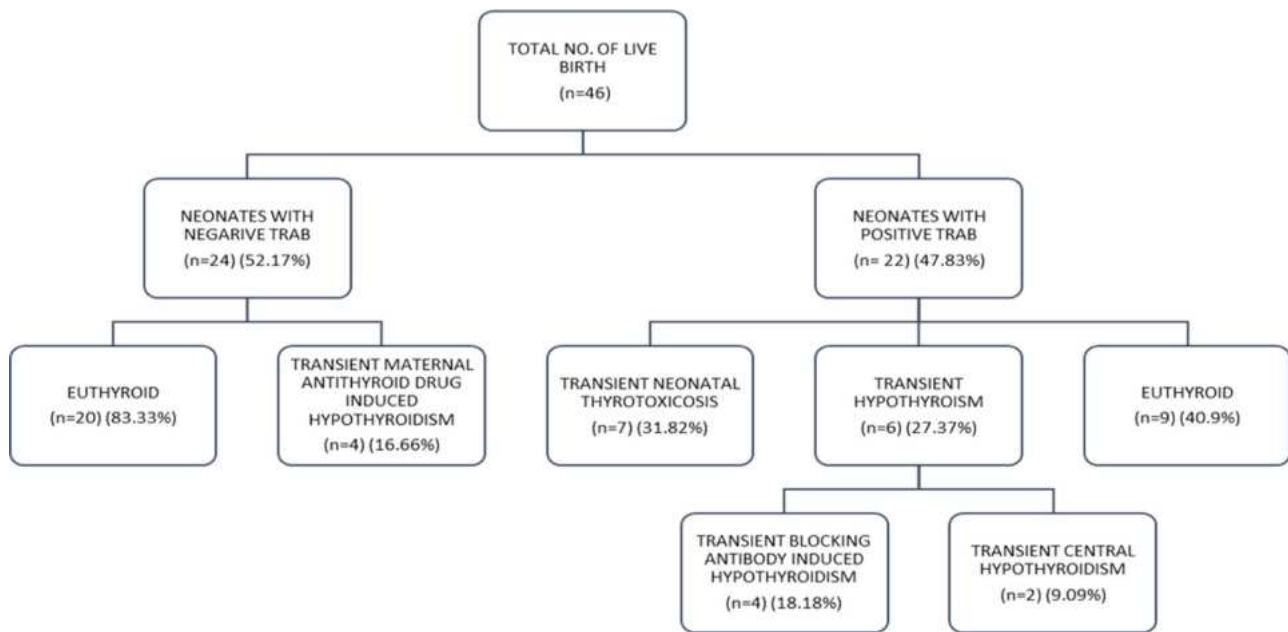 TOTAL NO. OF LIVE
BIRTH
(n=46)
NEONATES WITH
NEGARIVE TRAB
(n=24) (52.17%)
NEONATES WITH
POSITIVE TRAB
(n= 22) (47.83%)
EUTHYROID
(n=20) (83.33%)
TRANSIENT MATERNAL
ANTITHYROID DRUG
INDUCED
HYPOTHYROIDISM
(n=4) (16.66%)
TRANSIENT NEONATAL
THYROTOXICOSIS
(n=7) (31.82%)
TRANSIENT
HYPOTHYROISM
(n=6) (27.37%)
EUTHYROID
(n=9) (40.9%)
TRANSIENT BLOCKING
ANTIBODY INDUCED
HYPOTHYROIDISM
(n=4) (18.18%)
TRANSIENT CENTRAL
HYPOTHYROIDISM
(n=2) (9.09%)